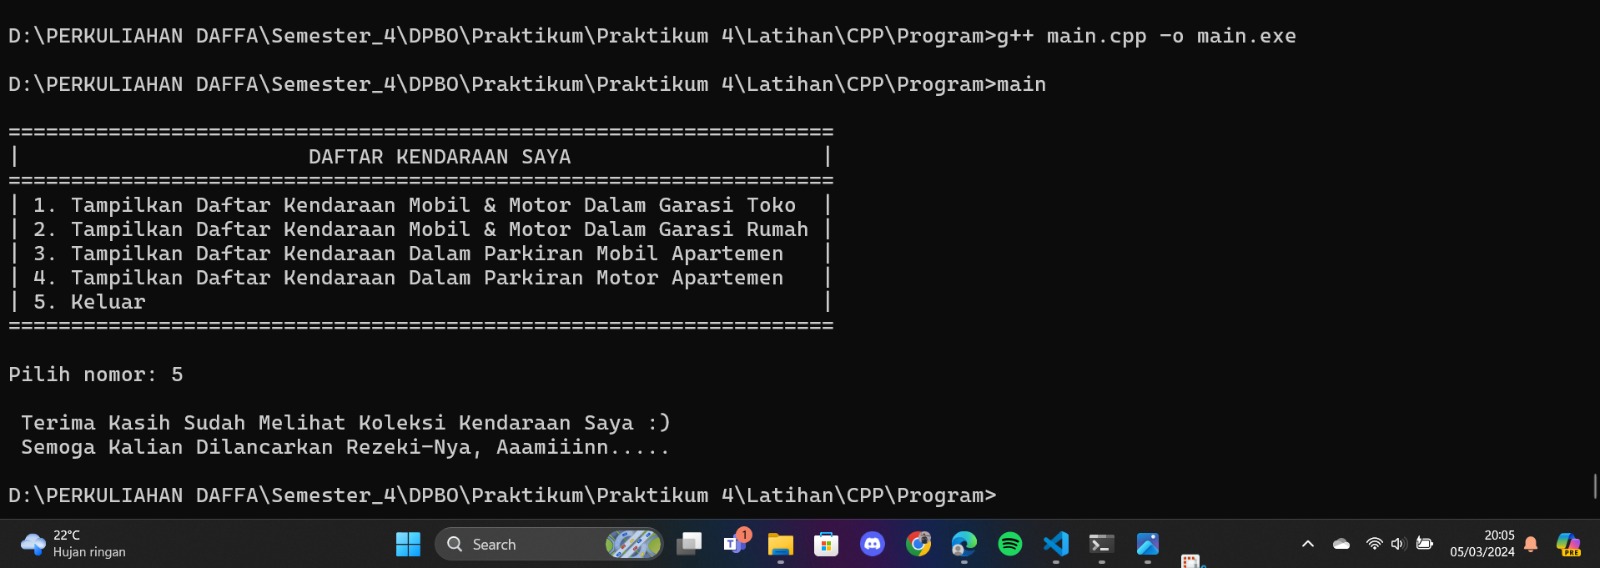 D:\PERKULIAHAN DAFFA\Semester_4\DPBO\Praktikum\Praktikum 4\Latihan\CPP\Program>g++ main.cpp -o main.exe
D:\PERKULIAHAN DAFFA\Semester_4\DPBO\Praktikum\Praktikum 4\Latihan\CPP\Program>main
==================================================================
|                       DAFTAR KENDARAAN SAYA                    |
==================================================================
| 1. Tampilkan Daftar Kendaraan Mobil & Motor Dalam Garasi Toko  |
| 2. Tampilkan Daftar Kendaraan Mobil & Motor Dalam Garasi Rumah |
| 3. Tampilkan Daftar Kendaraan Dalam Parkiran Mobil Apartemen   |
| 4. Tampilkan Daftar Kendaraan Dalam Parkiran Motor Apartemen   |
| 5. Keluar                                                      |
==================================================================
Pilih nomor: 5
Terima Kasih Sudah Melihat Koleksi Kendaraan Saya :)
Semoga Kalian Dilancarkan Rezeki-Nya, Aaamiiinn.....
D:\PERKULIAHAN DAFFA\Semester_4\DPBO\Praktikum\Praktikum 4\Latihan\CPP\Program>
22°C
Hujan ringan
Search
1
20:05
05/03/2024
PRE